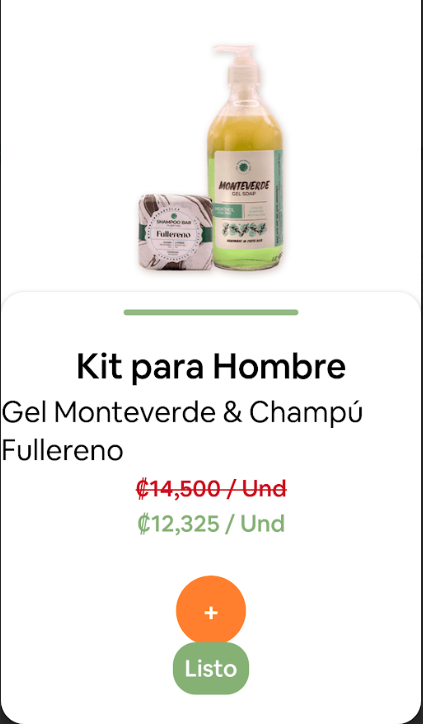 SHAMPOO BAR
Fullereno
MONTEVERDE
GEL SOAP
Kit para Hombre
Gel Monteverde & Champú
Fullereno
₡14,500 / Und
₡12,325 / Und
+
Listo